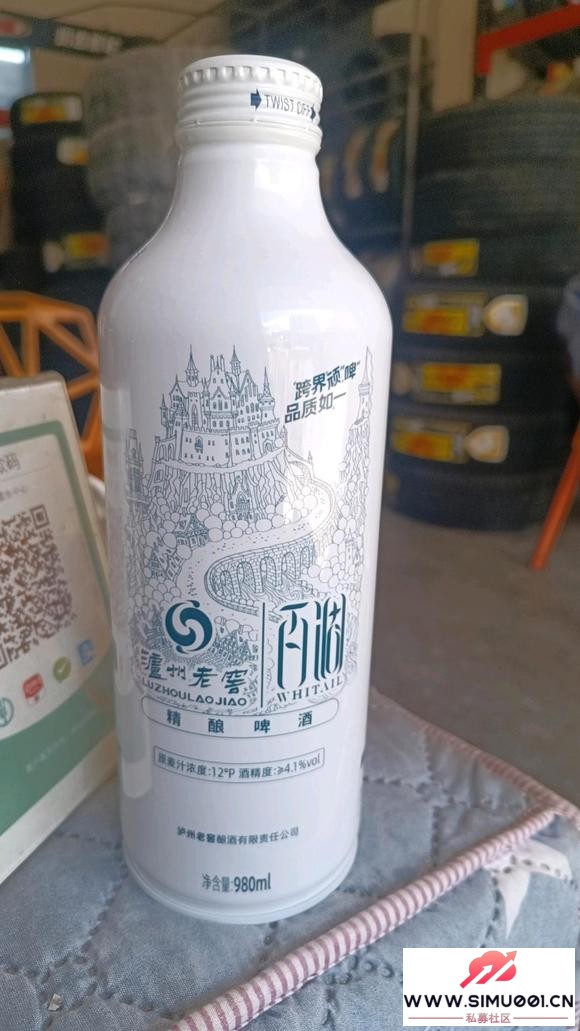 TWIST OFF
"跨界顽"啤"
品质如一"
泸州老窖
LUZHOULAOJIAO
百调
WHITAIL
精酿啤酒
原麦汁浓度:12°P 酒精度:≥4.1%vol
泸州老窖酿酒有限责任公司
净含量:980ml
WWW.SIMU001.CN
私募社区